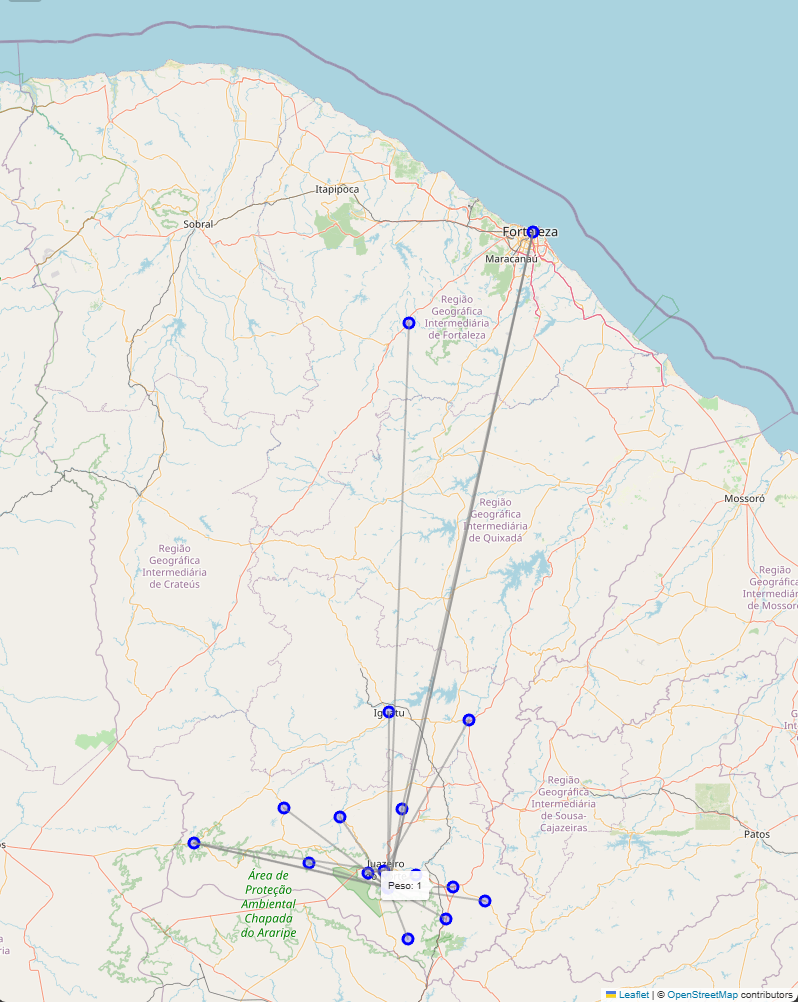 Itapipoca
Sobral
Fortaleza
Maracanaú
Região
Geográfica
Intermediária
de Fortaleza
Mossoró
Região
Geográfica
Intermediária
de Quixadá
Região
Geográfica
Intermediária
de Crateús
Região
Geográfica
Intermediár
de Mossoró
Iguatu
Região
Geográfica
Intermediária
de Sousa-
Cajazeiras
Patos
Juazeiro
Peso: 1
Área de
Proteção
Ambiental
Chapada
do Araripe
Leaflet | © OpenStreetMap contributors